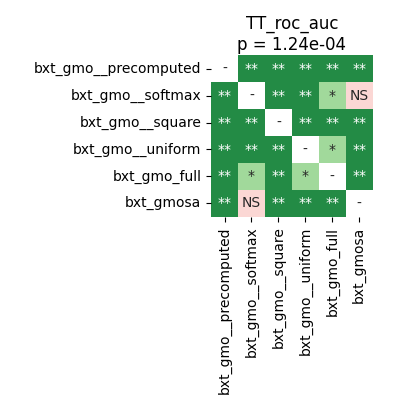 TT_roc_auc
p = 1.24e-04
bxt_gmo__precomputed - ** ** ** ** **
bxt_gmo__softmax ** - ** ** * NS
bxt_gmo__square ** ** - ** ** **
bxt_gmo__uniform ** ** ** - * **
bxt_gmo_full ** * ** * - **
bxt_gmosa ** NS ** ** ** -
bxt_gmo__precomputed
bxt_gmo__softmax
bxt_gmo__square
bxt_gmo__uniform
bxt_gmo_full
bxt_gmosa